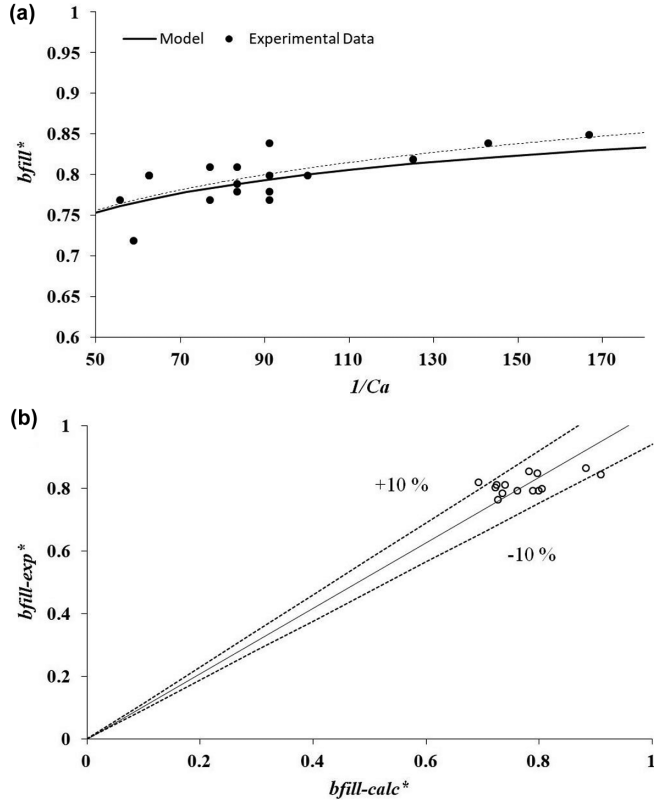 (a)
1
Model
Experimental Data
0.95
0.9
0.85
bfill*
0.8
0.75
0.7
0.65
0.6
50 70 90 110 130 150 170
1/Ca
(b)
1
+10 %
0.8
bfill-exp*
0.6
-10 %
0.4
0.2
0
0 0.2 0.4 0.6 0.8 1
bfill-calc*